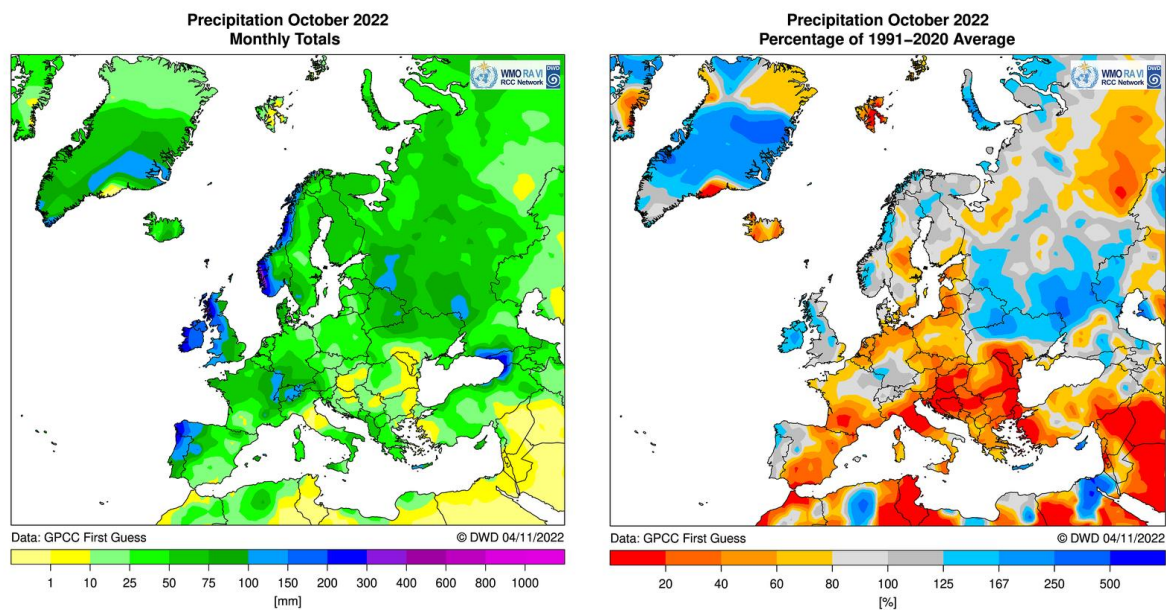 Precipitation October 2022
Monthly Totals
WMO RA VI
RCC Network
DWD
Data: GPCC First Guess
© DWD 04/11/2022
1 10 25 50 75 100 150 200 300 400 600 800 1000
[mm]
Precipitation October 2022
Percentage of 1991−2020 Average
WMO RA VI
RCC Network
DWD
Data: GPCC First Guess
© DWD 04/11/2022
20 40 60 80 100 125 167 250 500
[%]